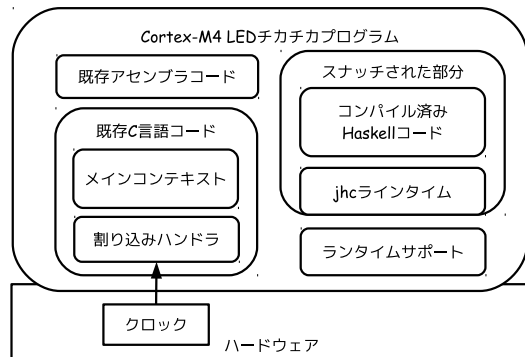 Cortex-M4 LEDチカチカプログラム
既存アセンブラコード
既存C言語コード
メインコンテキスト
割り込みハンドラ
スナッチされた部分
コンパイル済み
Haskellコード
jhcラインタイム
ランタイムサポート
クロック
ハードウェア